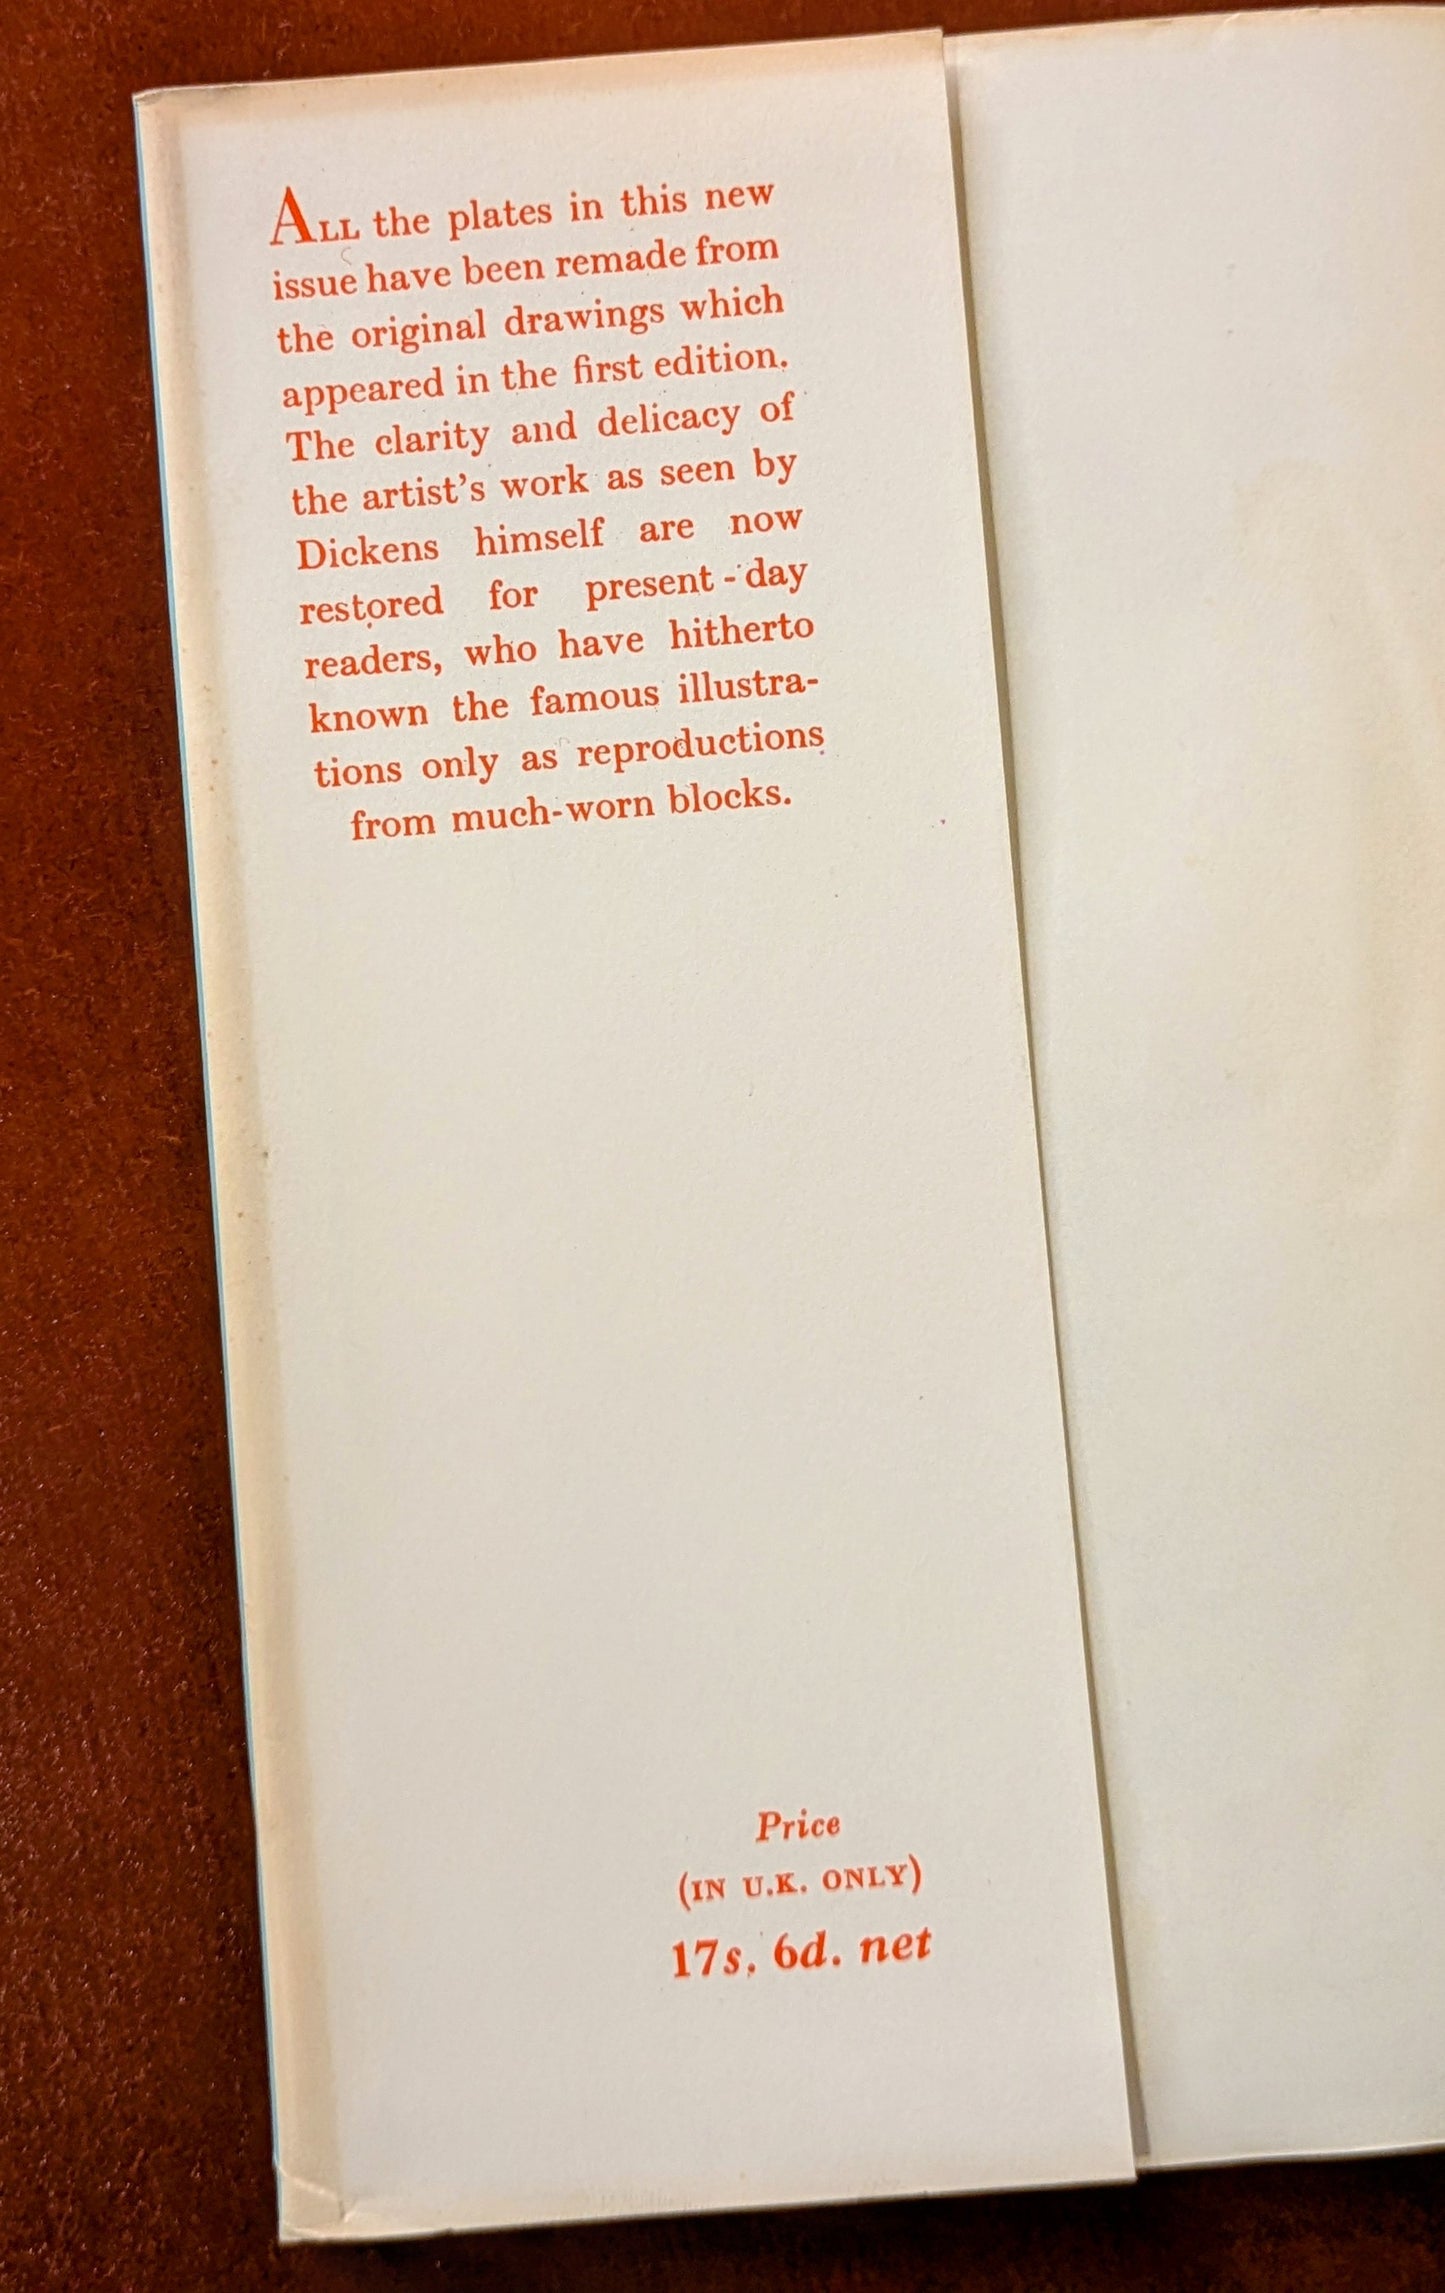 ALL the plates in this new
issue have been remade from
the original drawings which
appeared in the first edition.
The clarity and delicacy of
the artist's work as seen by
Dickens himself are now
restored for present-day
readers, who have hitherto
known the famous illustra-
tions only as reproductions
from much-worn blocks.
Price
(IN U.K. ONLY)
17s. 6d. net